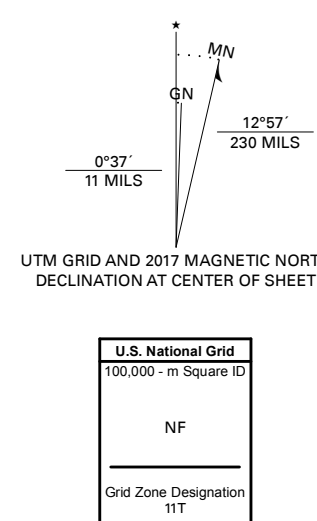 ★
MN
GN
0°37´
11 MILS
12°57´
230 MILS
UTM GRID AND 2017 MAGNETIC NORT
DECLINATION AT CENTER OF SHEET
U.S. National Grid
100,000 - m Square ID
NF
Grid Zone Designation
11T